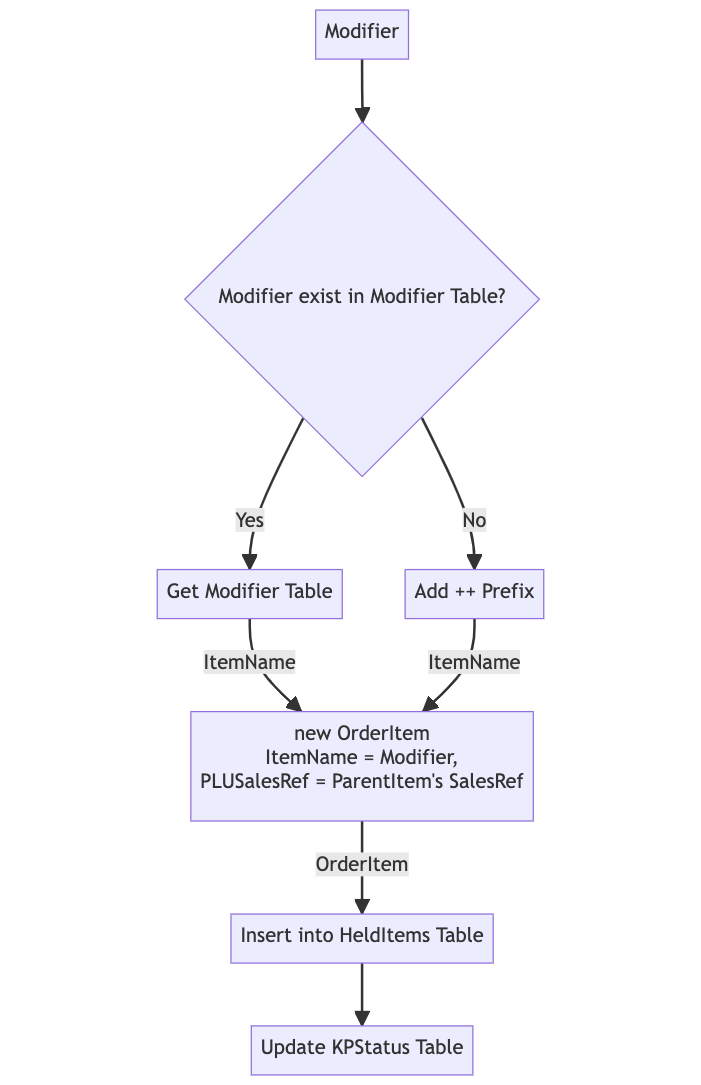 Modifier
Modifier exist in Modifier Table?
Yes
No
Get Modifier Table
Add ++ Prefix
ItemName
ItemName
new OrderItem
ItemName = Modifier,
PLUSalesRef = ParentItem's SalesRef
OrderItem
Insert into HeldItems Table
Update KPStatus Table